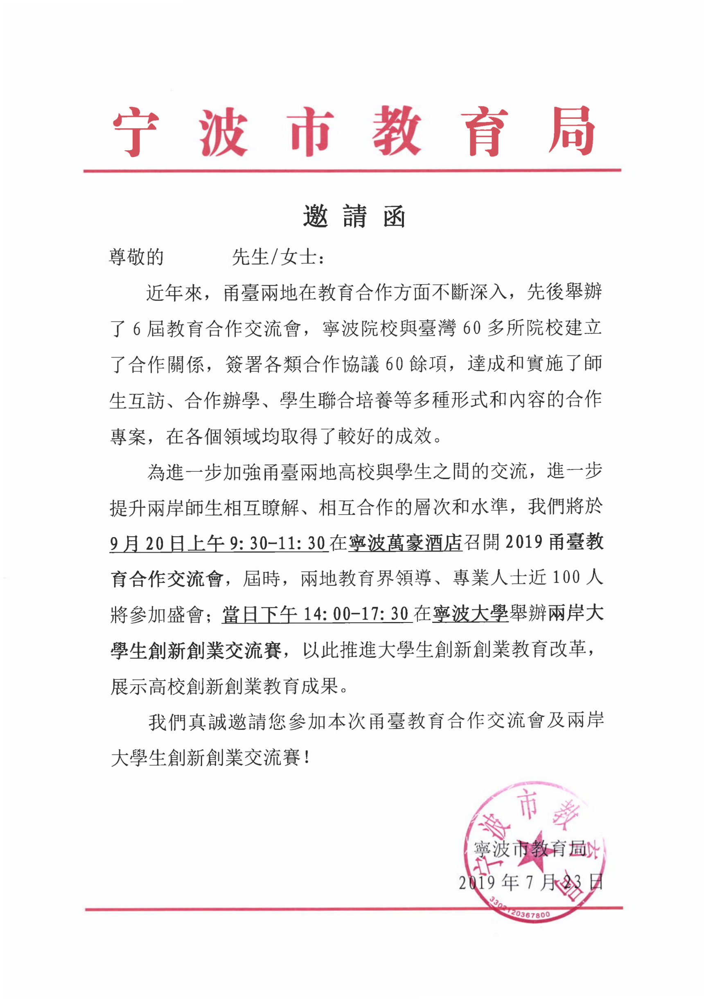 宁波市教育局
邀請函
尊敬的 先生/女士：
近年來，甬臺兩地在教育合作方面不斷深入，先後舉辦
了 6 屆教育合作交流會，寧波院校與臺灣 60 多所院校建立
了合作關係，簽署各類合作協議 60 餘項，達成和實施了師
生互訪、合作辦學、學生聯合培養等多種形式和內容的合作
專案，在各個領域均取得了較好的成效。
為進一步加強甬臺兩地高校與學生之間的交流，進一步
提升兩岸師生相互瞭解、相互合作的層次和水準，我們將於
9 月 20 日上午 9：30-11：30 在寧波萬豪酒店召開 2019 甬臺教
育合作交流會，屆時，兩地教育界領導、專業人士近 100 人
將參加盛會；當日下午 14：00-17：30 在寧波大學舉辦兩岸大
學生創新創業交流賽，以此推進大學生創新創業教育改革，
展示高校創新創業教育成果。
我們真誠邀請您參加本次甬臺教育合作交流會及兩岸
大學生創新創業交流賽！
寧波市教育局
2019 年 7 月 23 日
宁波市教育局
3302120367800